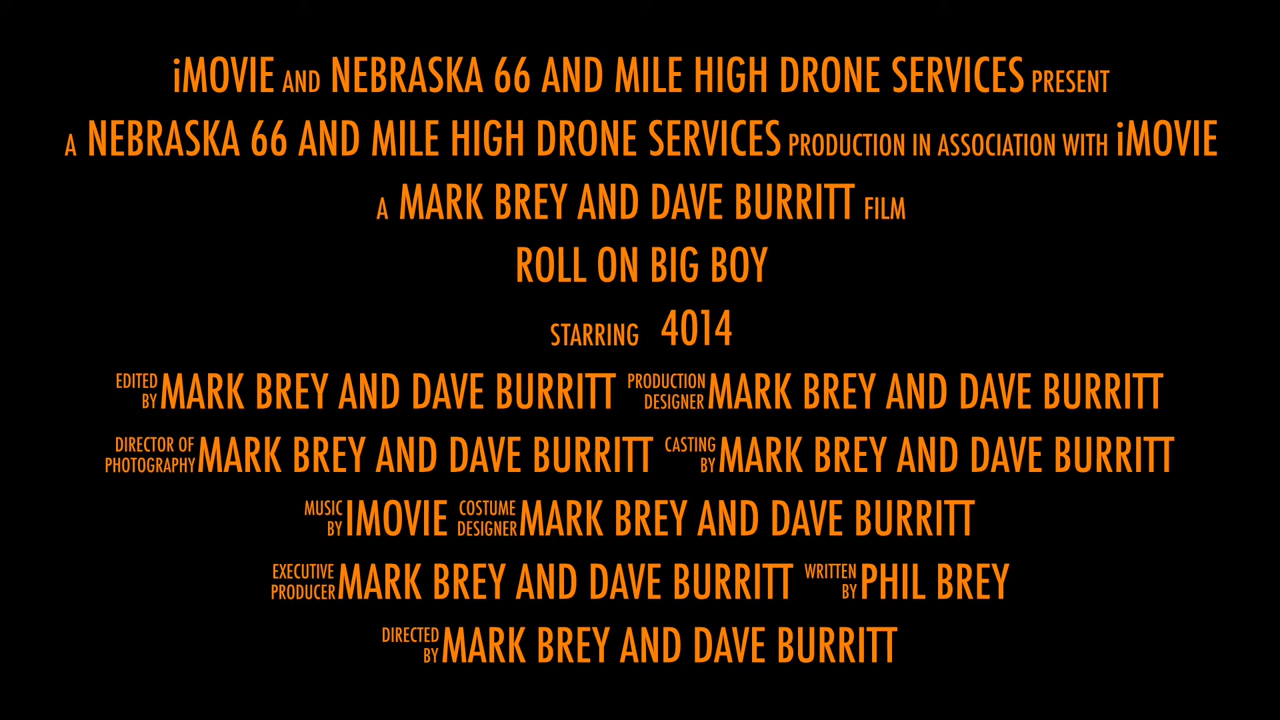 iMOVIE AND NEBRASKA 66 AND MILE HIGH DRONE SERVICES PRESENT
A NEBRASKA 66 AND MILE HIGH DRONE SERVICES PRODUCTION IN ASSOCIATION WITH iMOVIE
A MARK BREY AND DAVE BURRITT FILM
ROLL ON BIG BOY
STARRING 4014
EDITED BY MARK BREY AND DAVE BURRITT PRODUCTION DESIGNER MARK BREY AND DAVE BURRITT
DIRECTOR OF PHOTOGRAPHY MARK BREY AND DAVE BURRITT CASTING BY MARK BREY AND DAVE BURRITT
MUSIC BY IMOVIE COSTUME DESIGNER MARK BREY AND DAVE BURRITT
EXECUTIVE PRODUCER MARK BREY AND DAVE BURRITT WRITTEN BY PHIL BREY
DIRECTED BY MARK BREY AND DAVE BURRITT